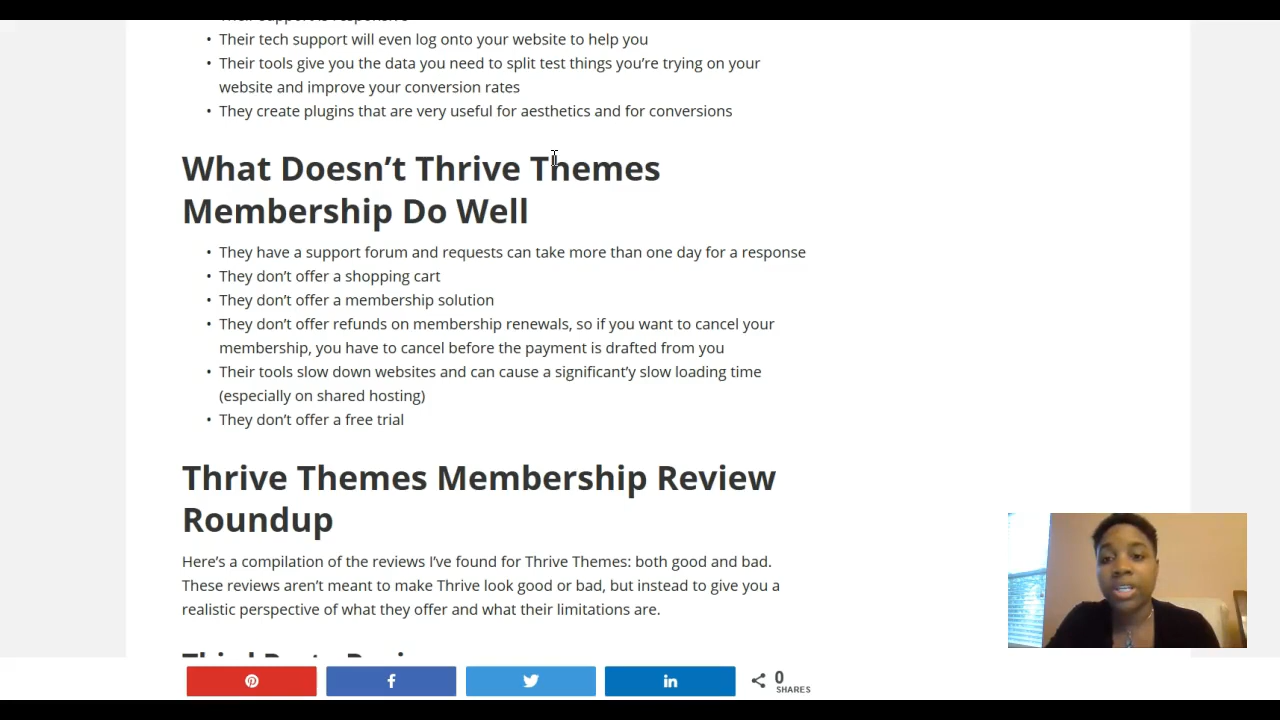 Their tech support will even log onto your website to help you
Their tools give you the data you need to split test things you’re trying on your
website and improve your conversion rates
They create plugins that are very useful for aesthetics and for conversions
What Doesn’t Thrive Themes
Membership Do Well
They have a support forum and requests can take more than one day for a response
They don’t offer a shopping cart
They don’t offer a membership solution
They don’t offer refunds on membership renewals, so if you want to cancel your
membership, you have to cancel before the payment is drafted from you
Their tools slow down websites and can cause a significant’y slow loading time
(especially on shared hosting)
They don’t offer a free trial
Thrive Themes Membership Review
Roundup
Here’s a compilation of the reviews I’ve found for Thrive Themes: both good and bad.
These reviews aren’t meant to make Thrive look good or bad, but instead to give you a
realistic perspective of what they offer and what their limitations are.
0
SHARES